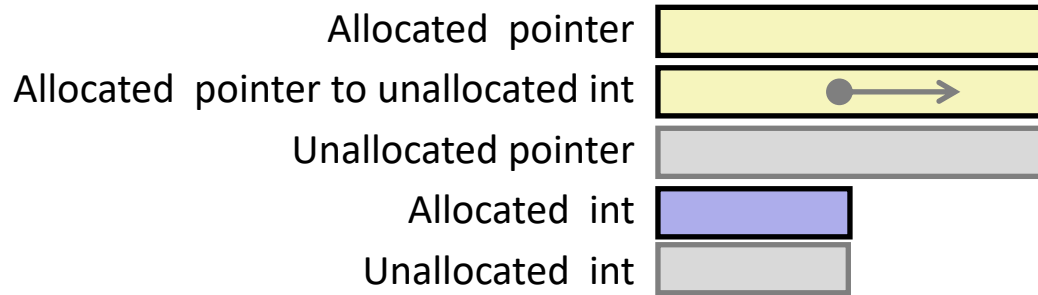 Allocated pointer
Allocated pointer to unallocated int
Unallocated pointer
Allocated int
Unallocated int